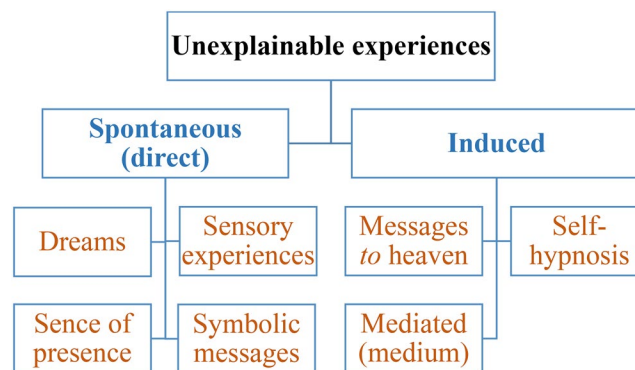 Unexplainable experiences
Spontaneous
(direct)
Induced
Dreams
Sensory
experiences
Messages
to heaven
Self-
hypnosis
Sence of
presence
Symbolic
messages
Mediated
(medium)